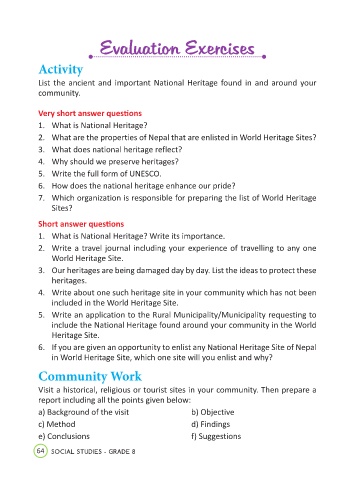 Evaluation Exercises
Activity
List the ancient and important National Heritage found in and around your
community.
Very short answer questions
1. What is National Heritage?
2. What are the properties of Nepal that are enlisted in World Heritage Sites?
3. What does national heritage reflect?
4. Why should we preserve heritages?
5. Write the full form of UNESCO.
6. How does the national heritage enhance our pride?
7. Which organization is responsible for preparing the list of World Heritage
Sites?
Short answer questions
1. What is National Heritage? Write its importance.
2. Write a travel journal including your experience of travelling to any one
World Heritage Site.
3. Our heritages are being damaged day by day. List the ideas to protect these
heritages.
4. Write about one such heritage site in your community which has not been
included in the World Heritage Site.
5. Write an application to the Rural Municipality/Municipality requesting to
include the National Heritage found around your community in the World
Heritage Site.
6. If you are given an opportunity to enlist any National Heritage Site of Nepal
in World Heritage Site, which one site will you enlist and why?
Community Work
Visit a historical, religious or tourist sites in your community. Then prepare a
report including all the points given below:
a) Background of the visit b) Objective
c) Method d) Findings
e) Conclusions f) Suggestions
64 SOCIAL STUDIES - GRADE 8